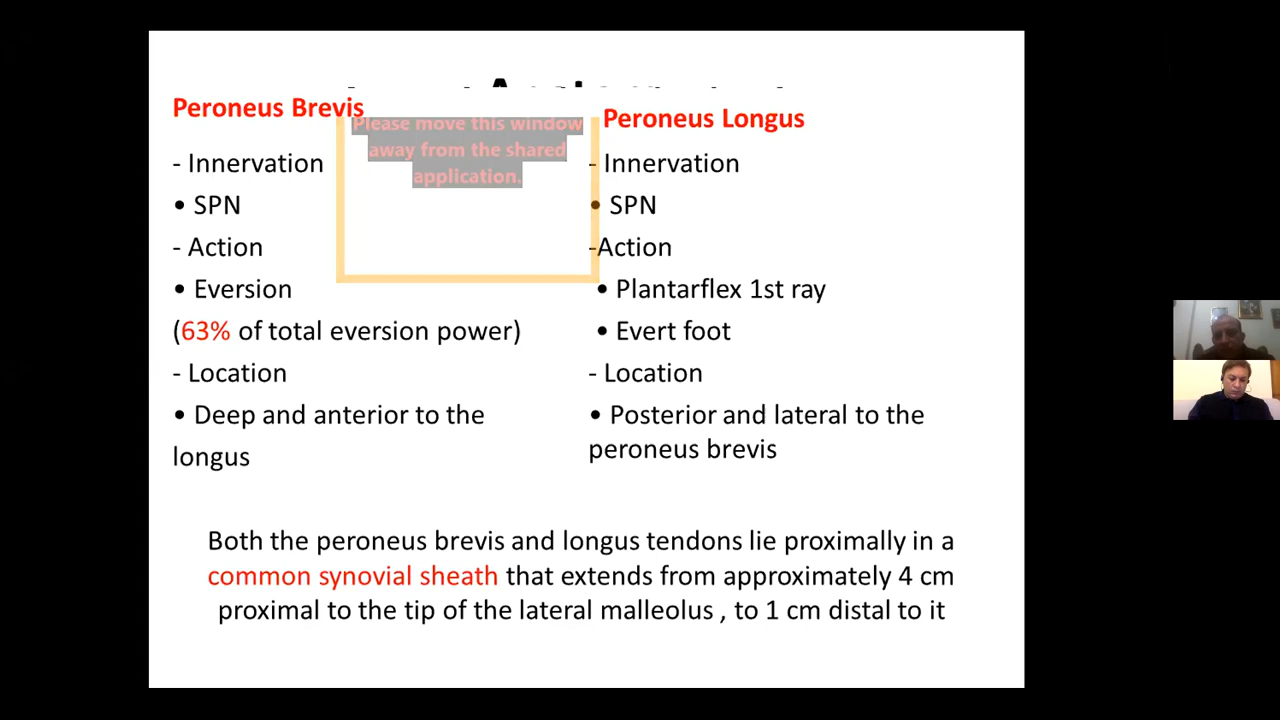 Peroneus Brevis
- Innervation
• SPN
- Action
• Eversion
(63% of total eversion power)
- Location
• Deep and anterior to the
longus
Please move this window
away from the shared
application.
Peroneus Longus
- Innervation
• SPN
-Action
• Plantarflex 1st ray
• Evert foot
- Location
• Posterior and lateral to the
peroneus brevis
Both the peroneus brevis and longus tendons lie proximally in a
common synovial sheath that extends from approximately 4 cm
proximal to the tip of the lateral malleolus , to 1 cm distal to it